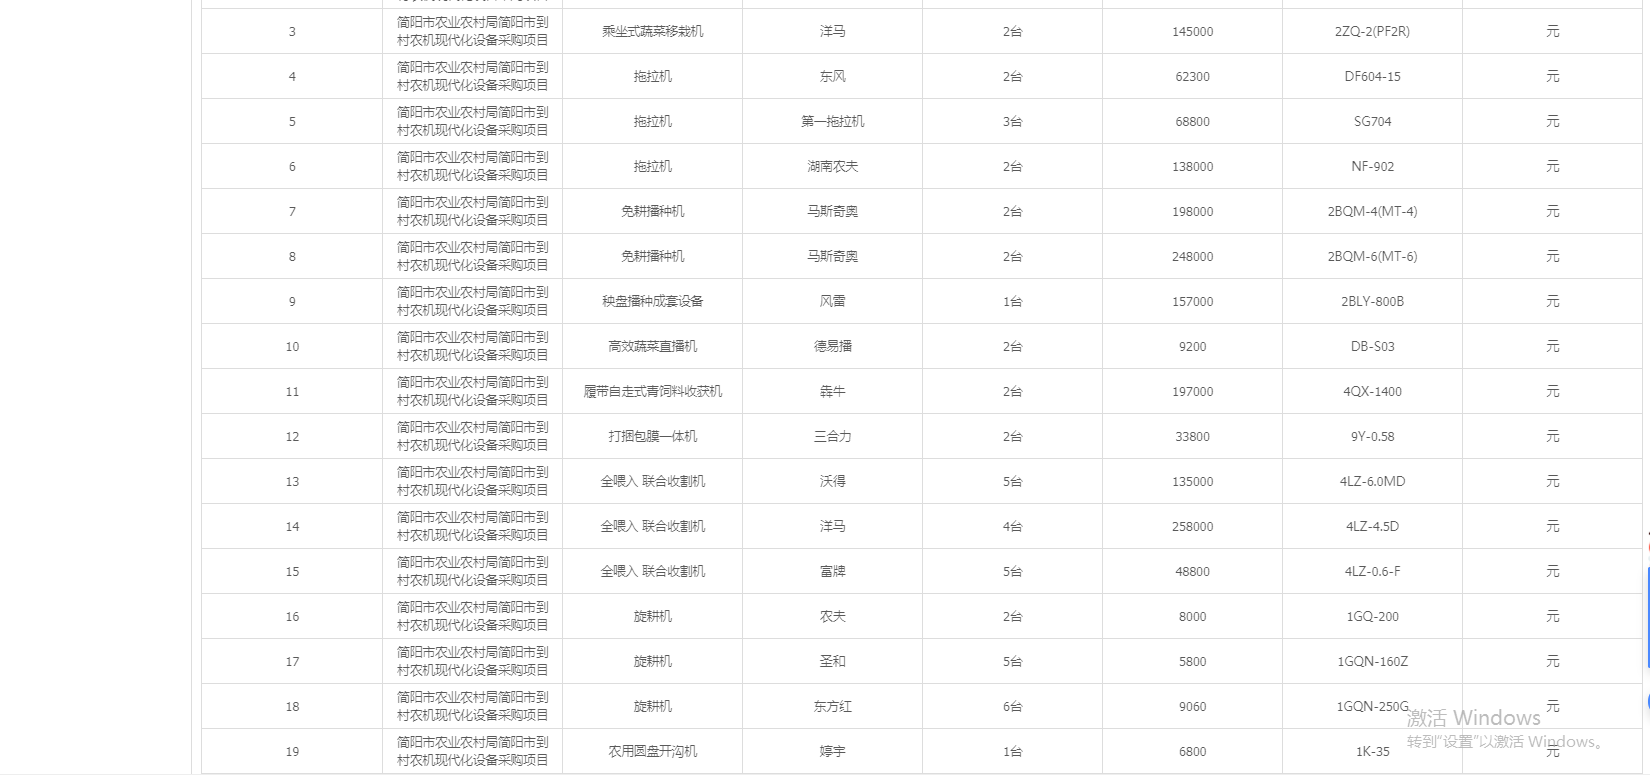 3 简阳市农业农村局简阳市到 乘坐式蔬菜移栽机 洋马 2台 145000 2ZQ-2(PF2R) 元
村农机现代化设备采购项目
4 简阳市农业农村局简阳市到 拖拉机 东风 2台 62300 DF604-15 元
村农机现代化设备采购项目
5 简阳市农业农村局简阳市到 拖拉机 第一拖拉机 3台 68800 SG704 元
村农机现代化设备采购项目
6 简阳市农业农村局简阳市到 拖拉机 湖南农夫 2台 138000 NF-902 元
村农机现代化设备采购项目
7 简阳市农业农村局简阳市到 免耕播种机 马斯奇奥 2台 198000 2BQM-4(MT-4) 元
村农机现代化设备采购项目
8 简阳市农业农村局简阳市到 免耕播种机 马斯奇奥 2台 248000 2BQM-6(MT-6) 元
村农机现代化设备采购项目
9 简阳市农业农村局简阳市到 秧盘播种成套设备 风雷 1台 157000 2BLY-800B 元
村农机现代化设备采购项目
10 简阳市农业农村局简阳市到 高效蔬菜直播机 德易播 2台 9200 DB-S03 元
村农机现代化设备采购项目
11 简阳市农业农村局简阳市到 履带自走式青饲料收获机 犇牛 2台 197000 4QX-1400 元
村农机现代化设备采购项目
12 简阳市农业农村局简阳市到 打捆包膜一体机 三合力 2台 33800 9Y-0.58 元
村农机现代化设备采购项目
13 简阳市农业农村局简阳市到 全喂入 联合收割机 沃得 5台 135000 4LZ-6.0MD 元
村农机现代化设备采购项目
14 简阳市农业农村局简阳市到 全喂入 联合收割机 洋马 4台 258000 4LZ-4.5D 元
村农机现代化设备采购项目
15 简阳市农业农村局简阳市到 全喂入 联合收割机 富牌 5台 48800 4LZ-0.6-F 元
村农机现代化设备采购项目
16 简阳市农业农村局简阳市到 旋耕机 农夫 2台 8000 1GQ-200 元
村农机现代化设备采购项目
17 简阳市农业农村局简阳市到 旋耕机 圣和 5台 5800 1GQN-160Z 元
村农机现代化设备采购项目
18 简阳市农业农村局简阳市到 旋耕机 东方红 6台 9060 1GQN-250G 元
村农机现代化设备采购项目
激活 Windows
转到“设置”以激活 Windows。
19 简阳市农业农村局简阳市到 农用圆盘开沟机 婷宇 1台 6800 1K-35 元
村农机现代化设备采购项目